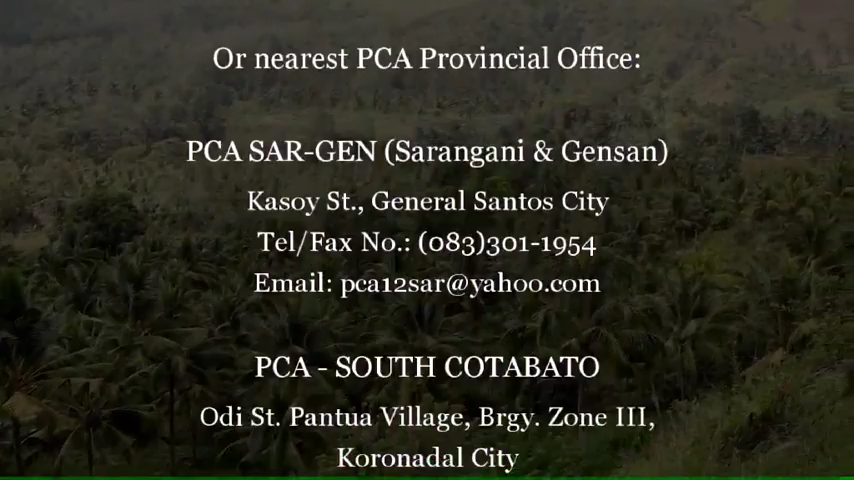 Or nearest PCA Provincial Office:
PCA SAR-GEN (Sarangani & Gensan)
Kasoy St., General Santos City
Tel/Fax No.: (083)301-1954
Email: pca12sar@yahoo.com
PCA - SOUTH COTABATO
Odi St. Pantua Village, Brgy. Zone III,
Koronadal City